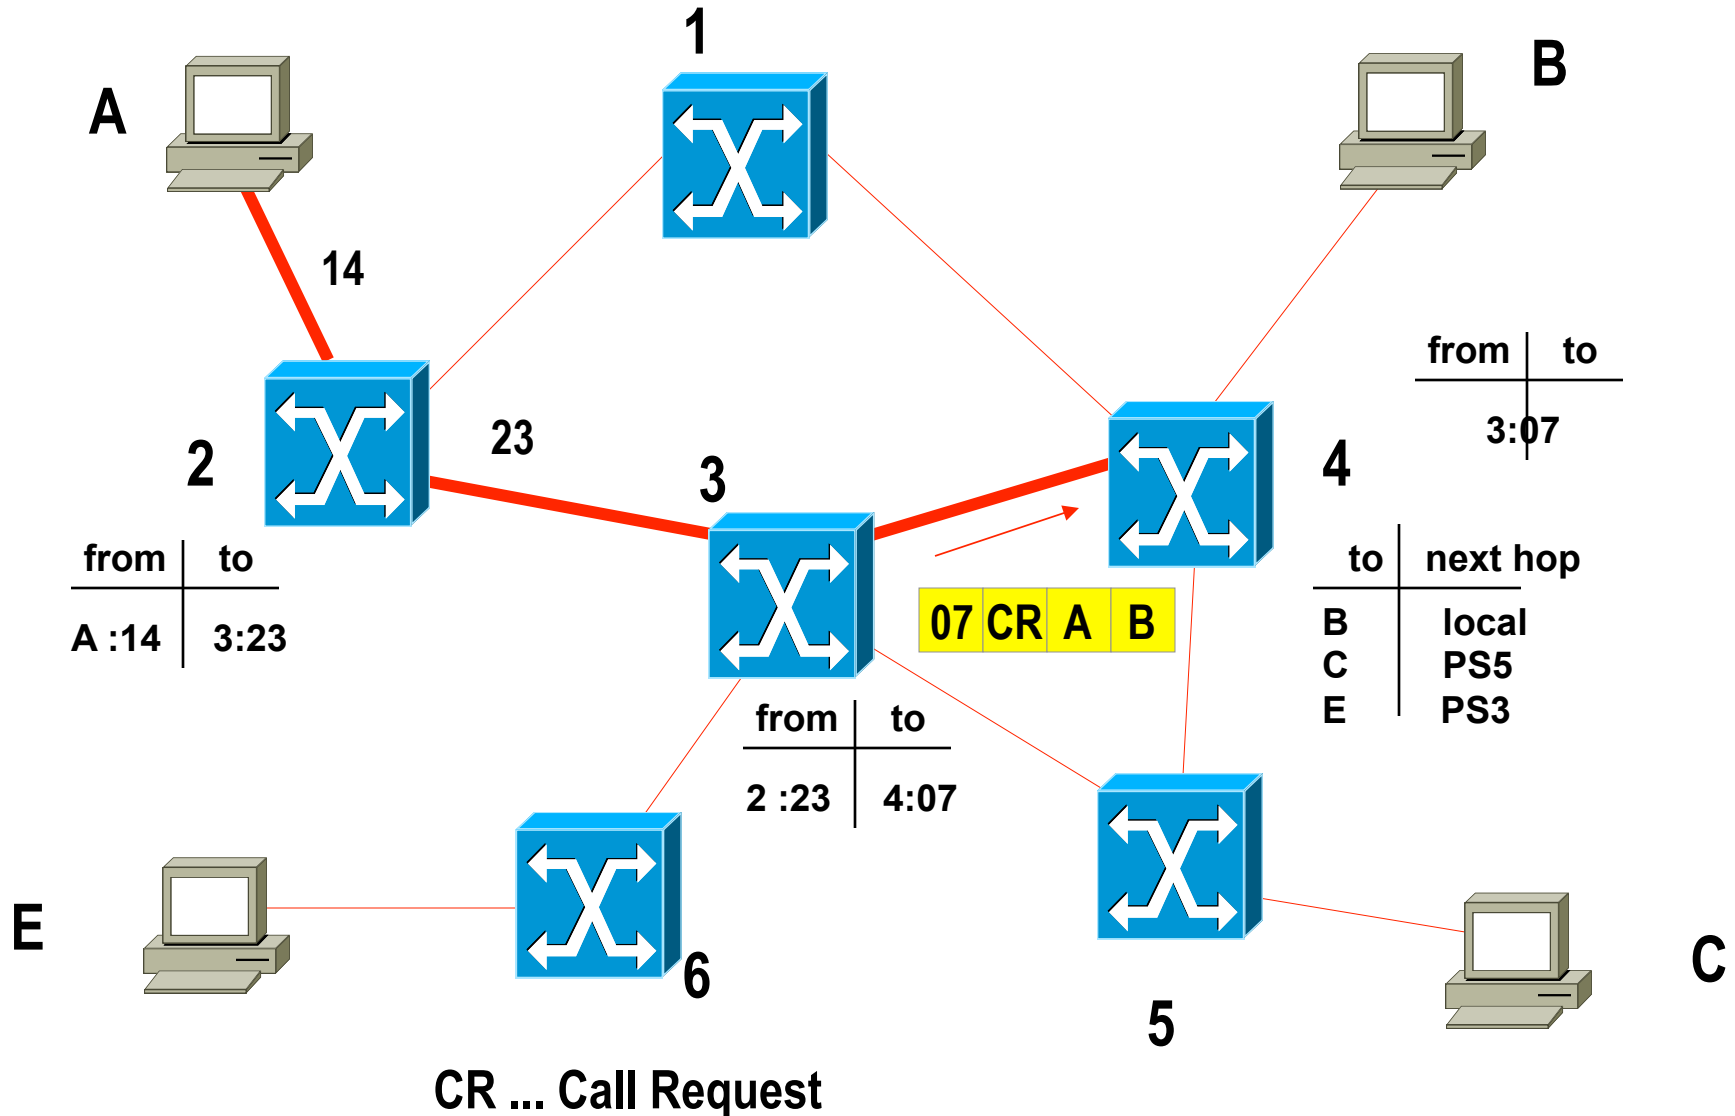 1
A
B
14
from to
3:07
2
23
3
4
from to
A :14 3:23
to next hop
B local
C PS5
E PS3
07 CR A B
from to
2 :23 4:07
E
6
5
C
CR ... Call Request